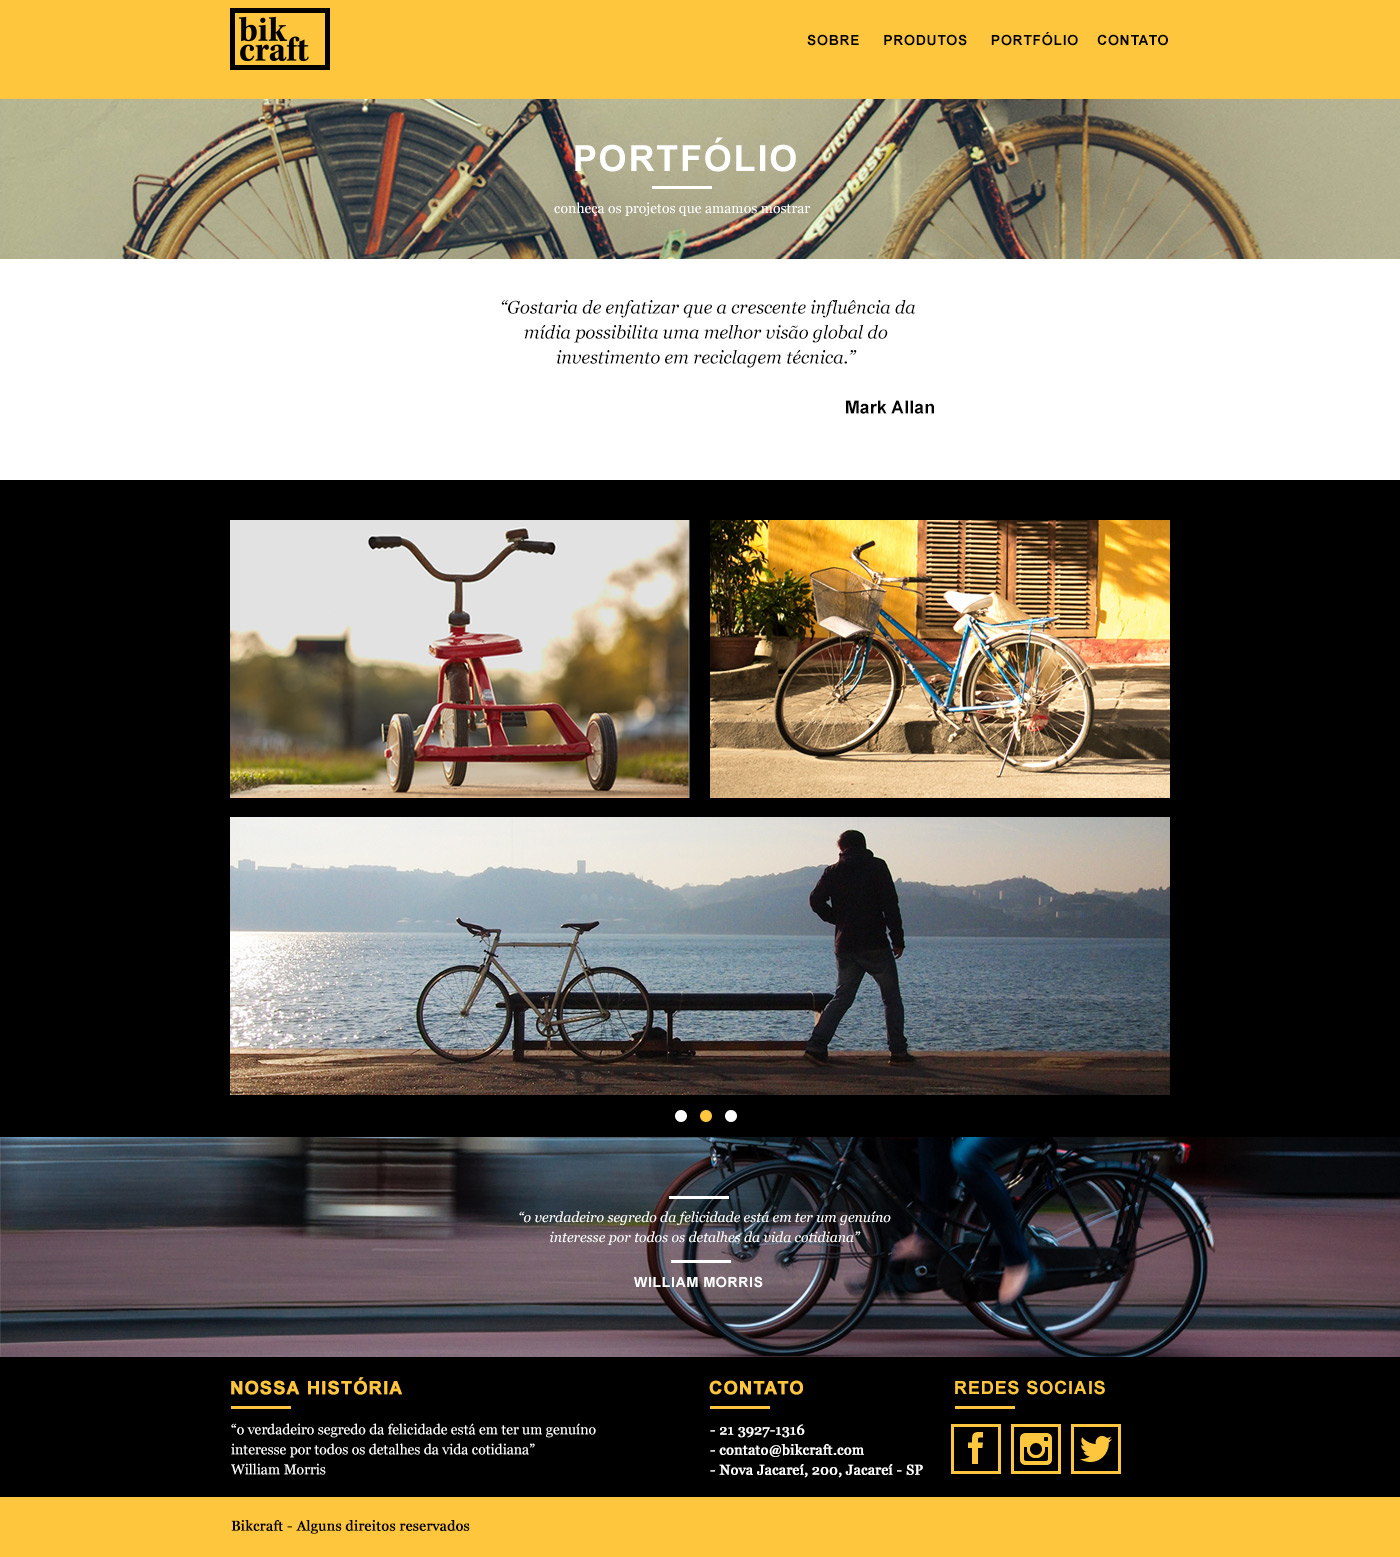 bik
craft
SOBRE PRODUTOS PORTFÓLIO CONTATO
PORTFÓLIO
conheça os projetos que amamos mostrar
citybike
Everbest
“Gostaria de enfatizar que a crescente influência da
mídia possibilita uma melhor visão global do
investimento em reciclagem técnica.”
Mark Allan
“o verdadeiro segredo da felicidade está em ter um genuíno
interesse por todos os detalhes da vida cotidiana”
WILLIAM MORRIS
NOSSA HISTÓRIA
“o verdadeiro segredo da felicidade está em ter um genuíno
interesse por todos os detalhes da vida cotidiana”
William Morris
CONTATO
- 21 3927-1316
- contato@bikcraft.com
- Nova Jacareí, 200, Jacareí - SP
REDES SOCIAIS
Bikcraft - Alguns direitos reservados